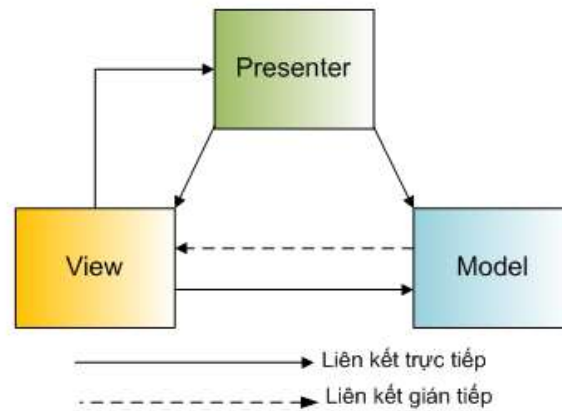 Presenter
View
Model
Liên kết trực tiếp
Liên kết gián tiếp